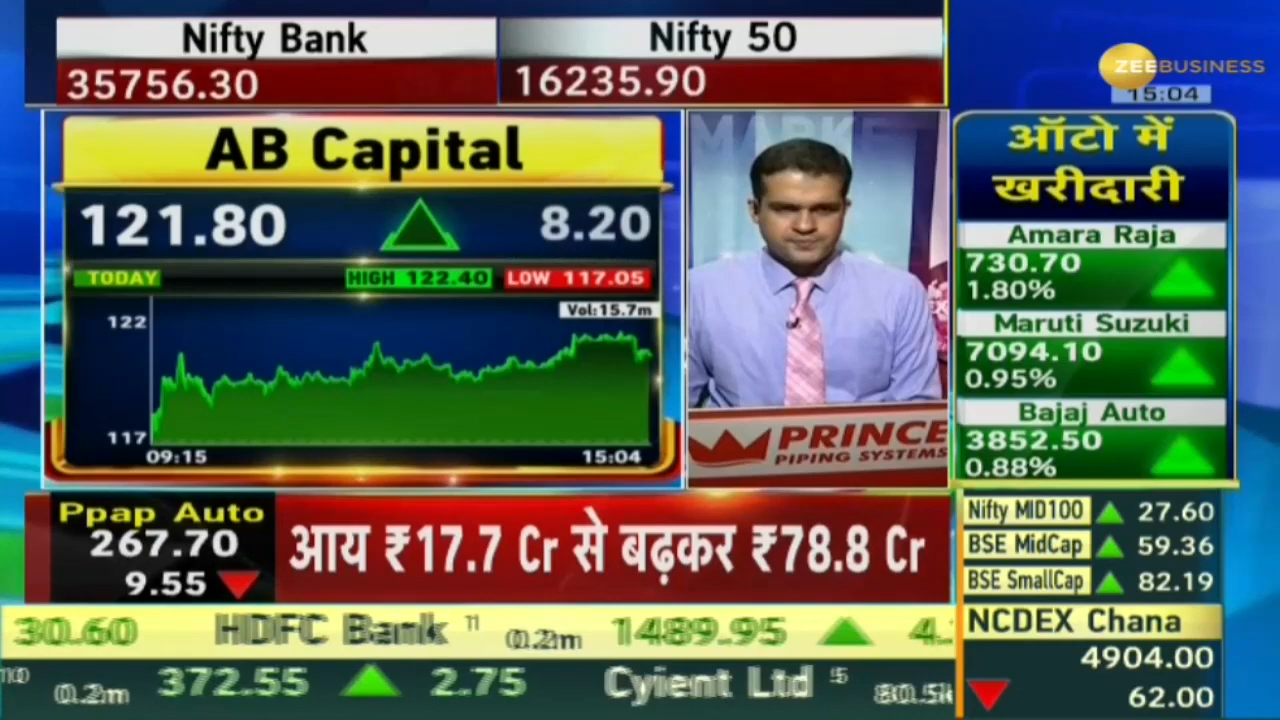 Nifty Bank
35756.30
Nifty 50
16235.90
ZEEBUSINESS
15:04
AB Capital
121.80
8.20
TODAY
HIGH 122.40
LOW 117.05
Vol:15.7m
122
117
09:15
15:04
MARKET
PRINCE
PIPING SYSTEMS
ऑटो में
खरीदारी
Amara Raja
730.70
1.80%
Maruti Suzuki
7094.10
0.95%
Bajaj Auto
3852.50
0.88%
Ppap Auto
267.70
9.55
आय ₹17.7 Cr से बढ़कर ₹78.8 Cr
Nifty MID100 27.60
BSE MidCap 59.36
BSE SmallCap 82.19
NCDEX Chana
4904.00
62.00
30.60 HDFC Bank 11 0.2m 1489.95 4.
0.2m 372.55 2.75 Cyient Ltd 80.5k